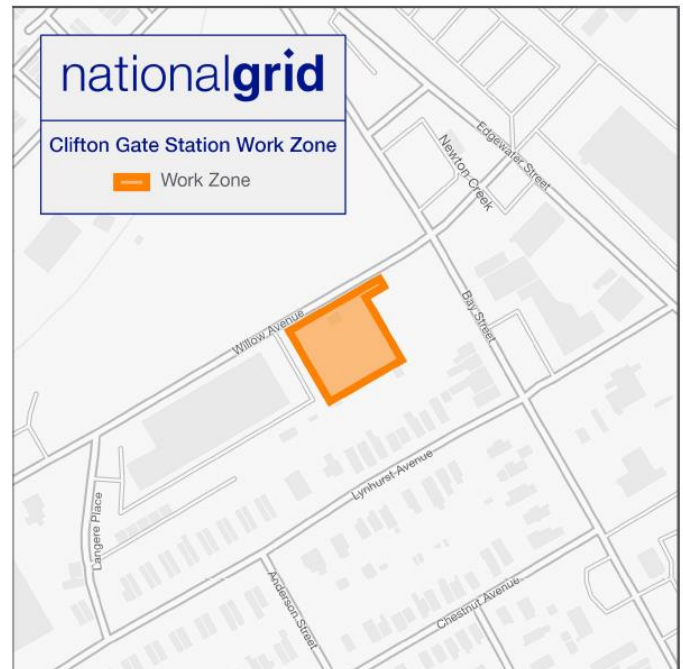 nationalgrid
Clifton Gate Station Work Zone
Work Zone
Edgewater Street
Newton Creek
Bay Street
Willow Avenue
Lynhurst Avenue
Langere Place
Anderson Street
Chestnut Avenue